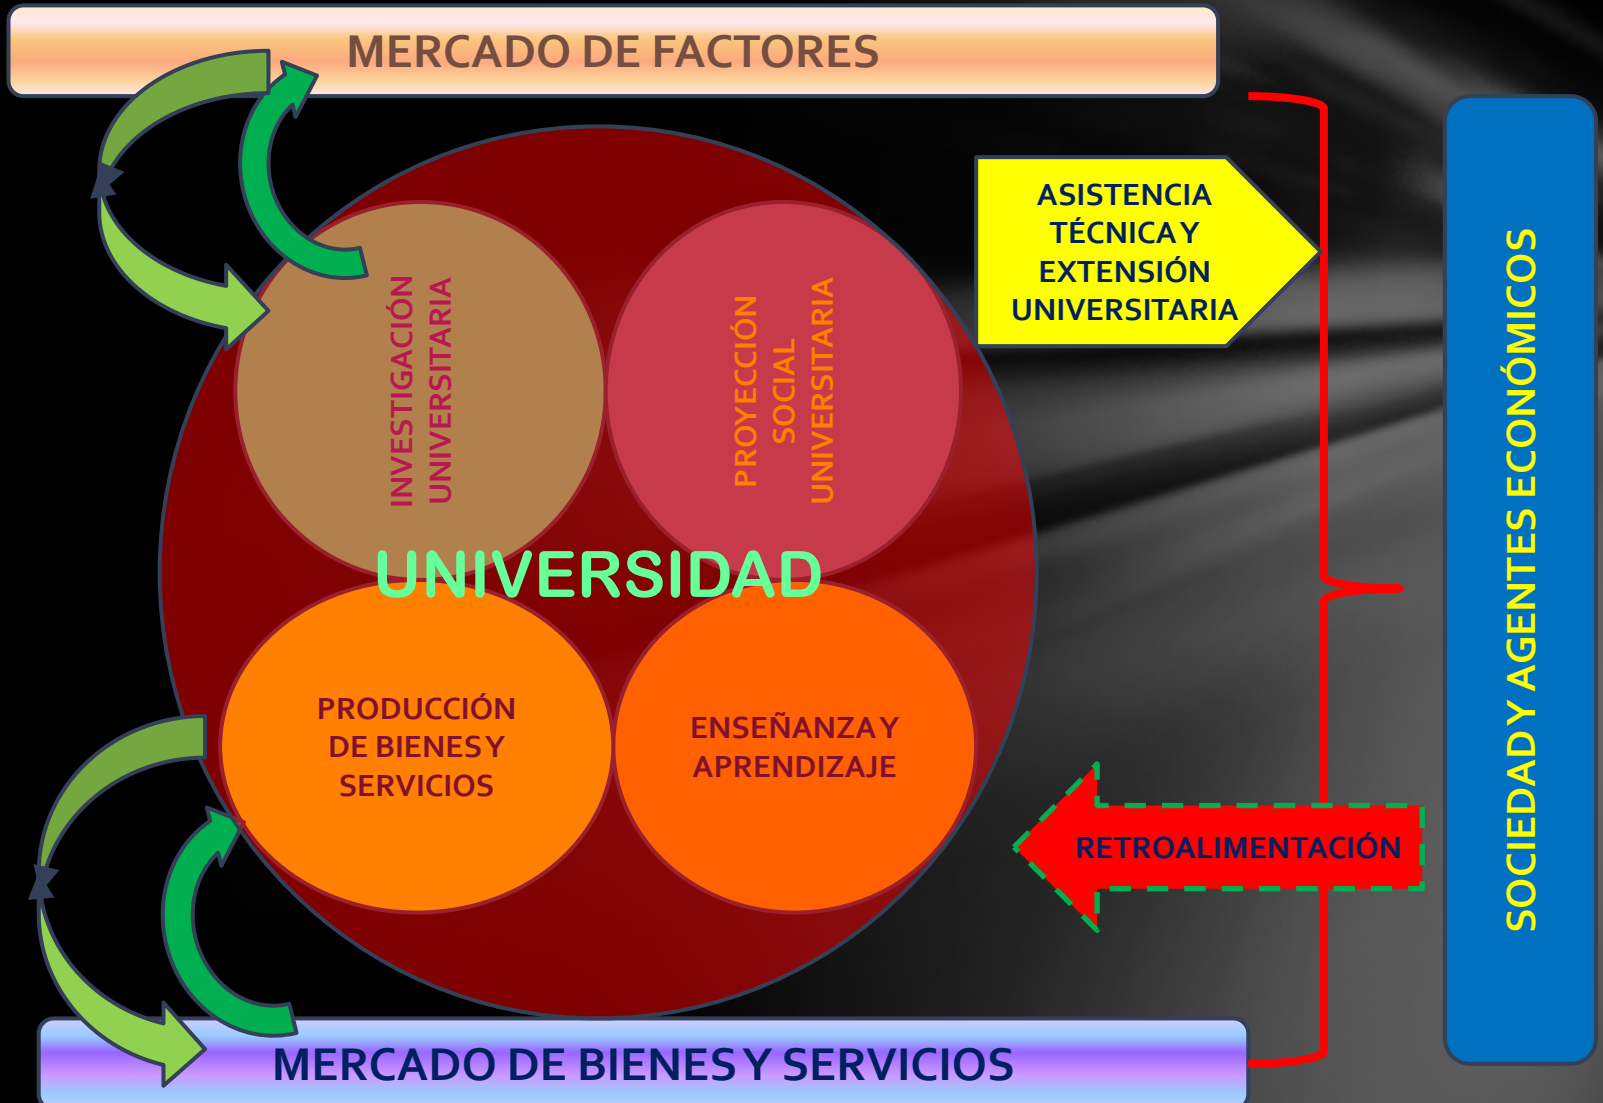 MERCADO DE FACTORES
ASISTENCIA
TÉCNICA Y
EXTENSIÓN
UNIVERSITARIA
INVESTIGACIÓN
UNIVERSITARIA
PROYECCIÓN
SOCIAL
UNIVERSITARIA
UNIVERSIDAD
PRODUCCIÓN
DE BIENES Y
SERVICIOS
ENSEÑANZA Y
APRENDIZAJE
RETROALIMENTACIÓN
SOCIEDAD Y AGENTES ECONÓMICOS
MERCADO DE BIENES Y SERVICIOS